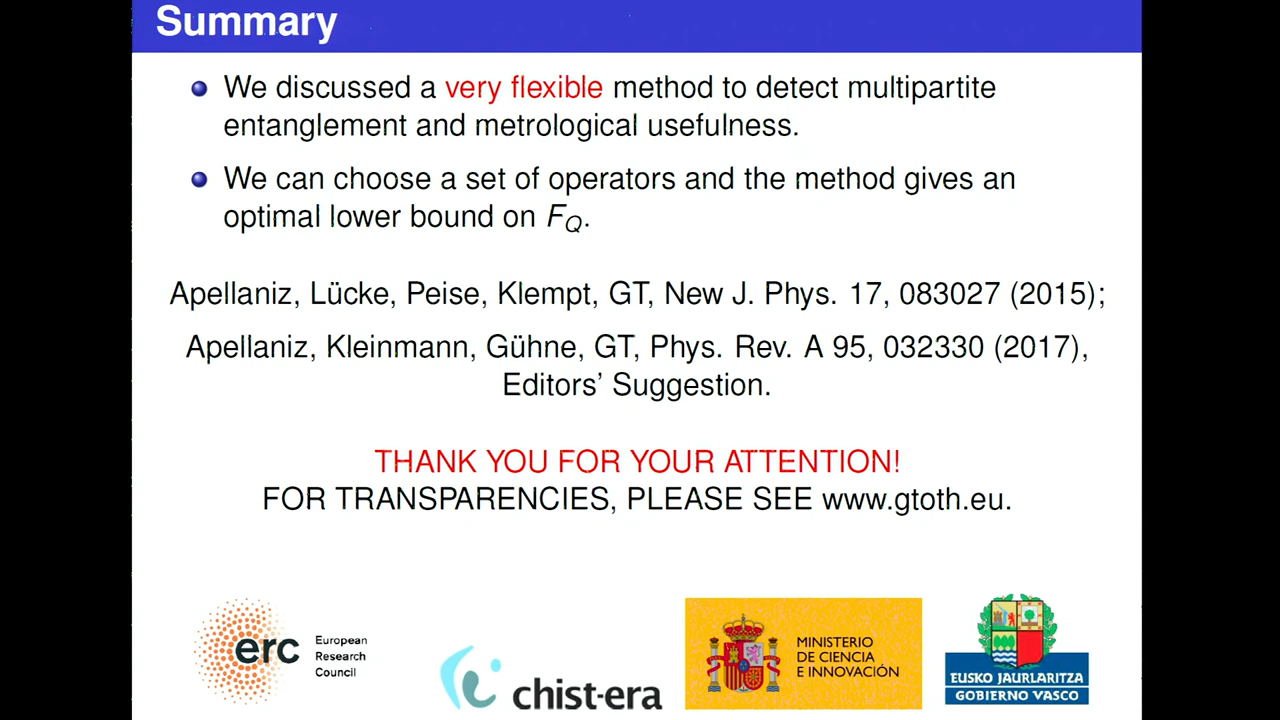 Summary
We discussed a very flexible method to detect multipartite
entanglement and metrological usefulness.
We can choose a set of operators and the method gives an
optimal lower bound on F_Q.
Apellaniz, Lücke, Peise, Klempt, GT, New J. Phys. 17, 083027 (2015);
Apellaniz, Kleinmann, Gühne, GT, Phys. Rev. A 95, 032330 (2017),
Editors' Suggestion.
THANK YOU FOR YOUR ATTENTION!
FOR TRANSPARENCIES, PLEASE SEE www.gtoth.eu.
erc
European
Research
Council
chist-era
MINISTERIO
DE CIENCIA
E INNOVACIÓN
EUSKO JAURLARITZA
GOBIERNO VASCO